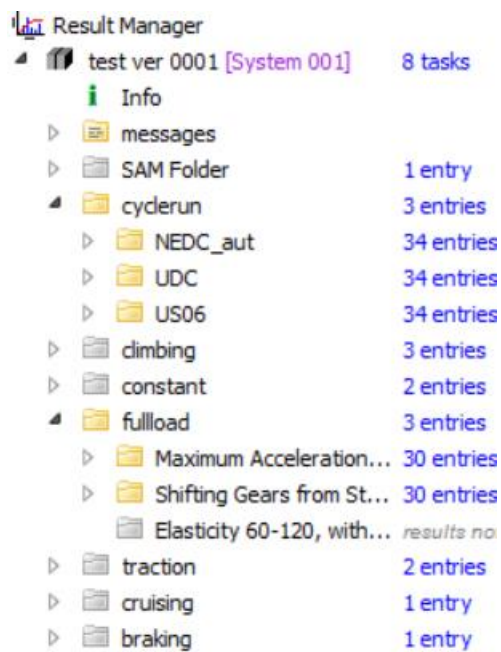 Result Manager
test ver 0001 [System 001] 8 tasks
i Info
messages
SAM Folder 1 entry
cyclerun 3 entries
NEDC_aut 34 entries
UDC 34 entries
US06 34 entries
climbing 3 entries
constant 2 entries
fullload 3 entries
Maximum Acceleration... 30 entries
Shifting Gears from St... 30 entries
Elasticity 60-120, with... results no
traction 2 entries
cruising 1 entry
braking 1 entry